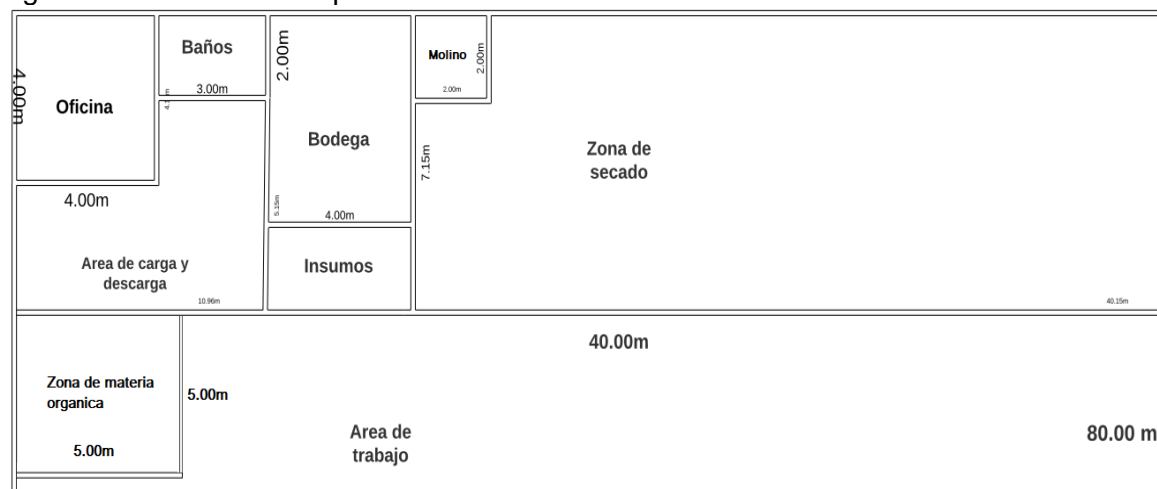 Baños
3.00m
4.00m
Oficina
4.00m
2.00m
Bodega
5.15m
4.00m
Insumos
Molino
2.00m
2.00m
7.15m
Zona de
secado
Area de carga y
descarga
10.96m
40.15m
40.00m
Zona de materia
organica
5.00m
5.00m
Area de
trabajo
80.00 m